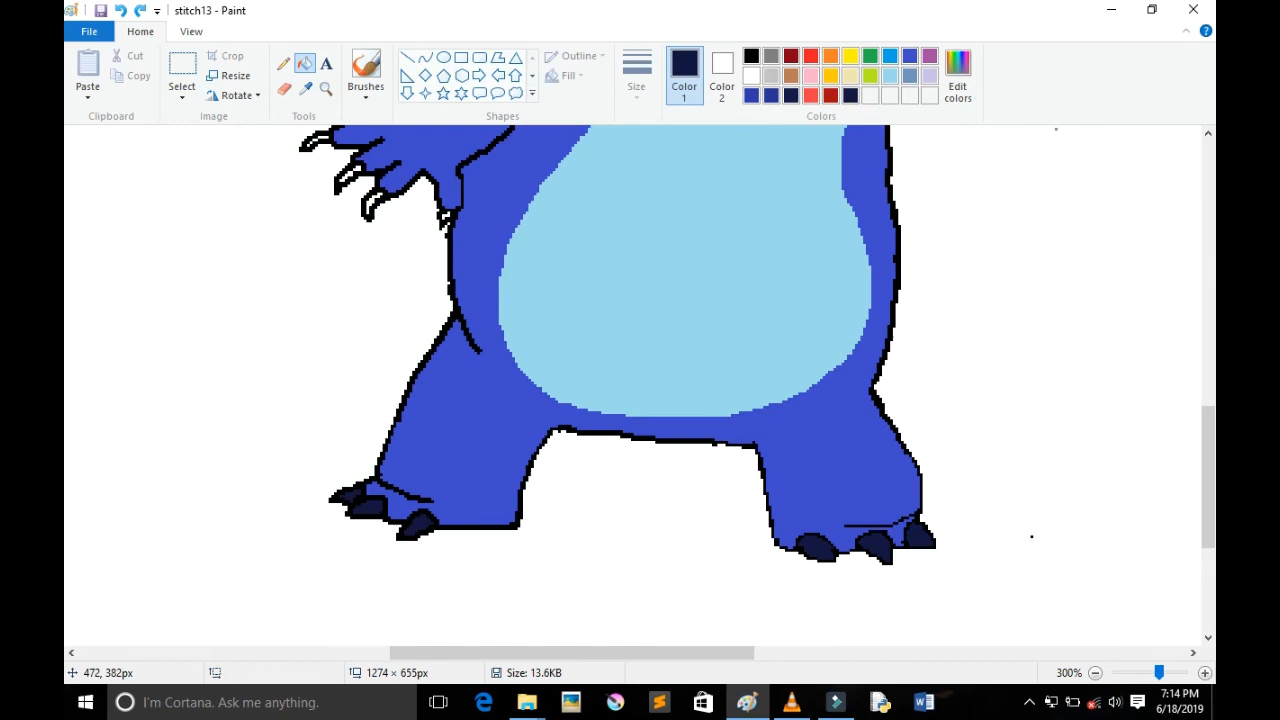 stitch13 - Paint
File Home View
Paste
Cut
Copy
Clipboard
Select
Crop
Resize
Rotate
Image
A
Tools
Brushes
Outline
Fill
Shapes
Size
Color 1
Color 2
Edit colors
Colors
472, 382px
1274 × 655px
Size: 13.6KB
300%
I'm Cortana. Ask me anything.
7:14 PM
6/18/2019